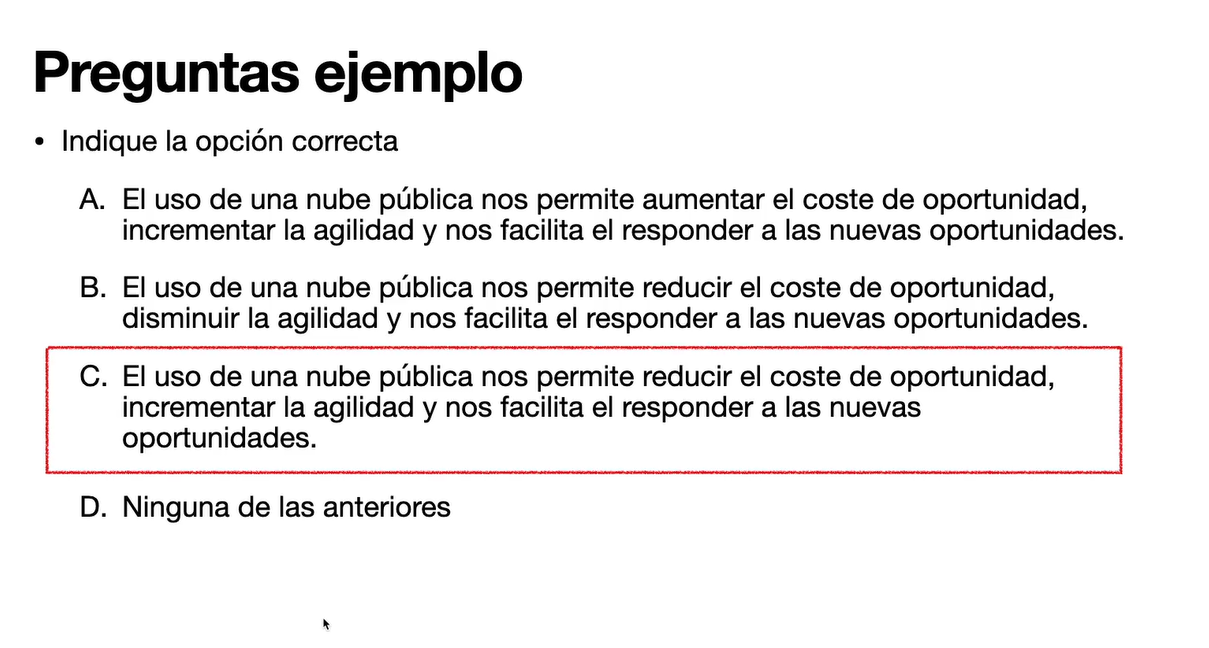 Preguntas ejemplo
• Indique la opción correcta
A. El uso de una nube pública nos permite aumentar el coste de oportunidad,
incrementar la agilidad y nos facilita el responder a las nuevas oportunidades.
B. El uso de una nube pública nos permite reducir el coste de oportunidad,
disminuir la agilidad y nos facilita el responder a las nuevas oportunidades.
C. El uso de una nube pública nos permite reducir el coste de oportunidad,
incrementar la agilidad y nos facilita el responder a las nuevas
oportunidades.
D. Ninguna de las anteriores